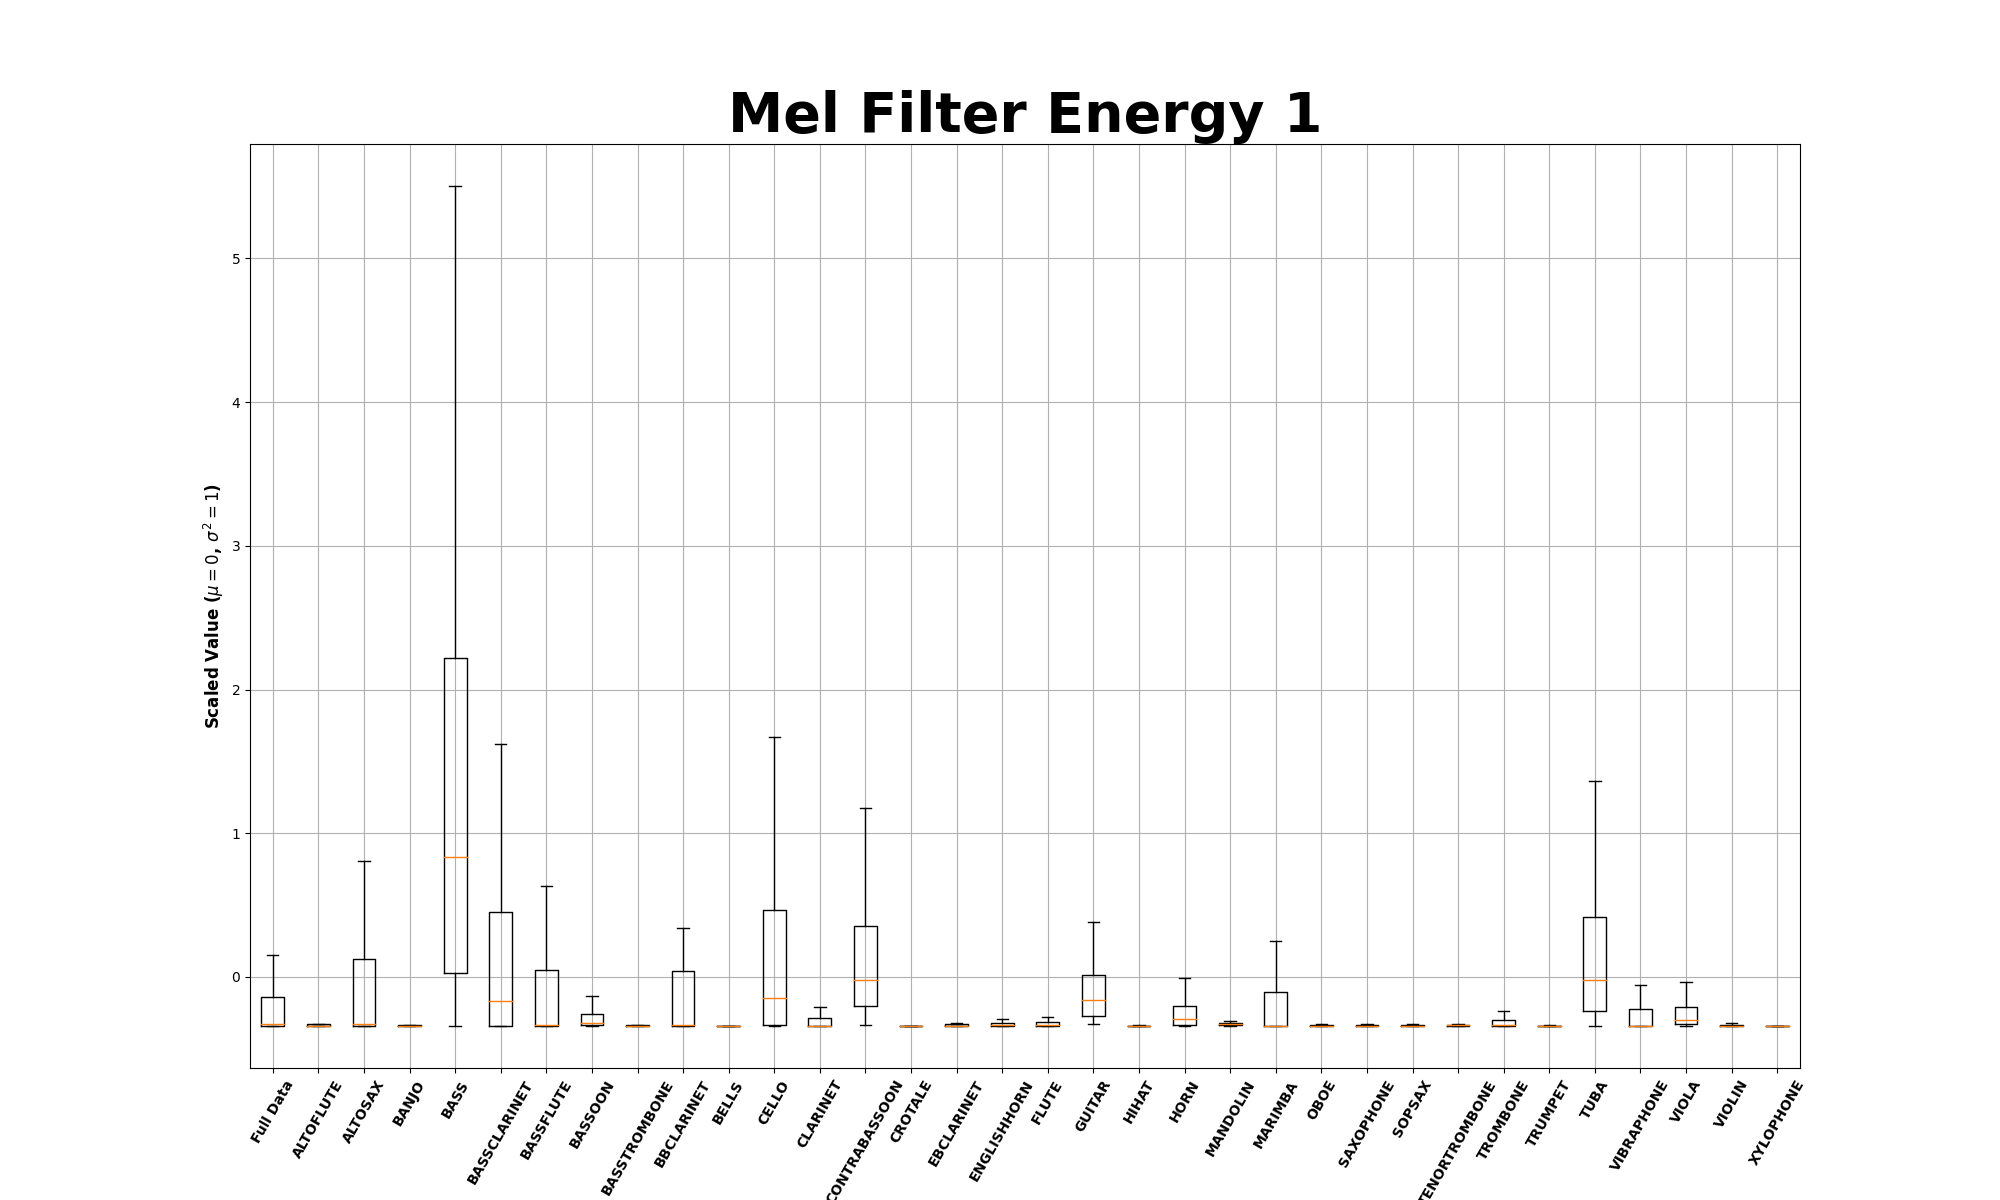 Mel Filter Energy 1
Scaled Value (μ = 0, σ² = 1)
5
4
3
2
1
0
Full Data
ALTOFLUTE
ALTOSAX
BANJO
BASS
BASSCLARINET
BASSFLUTE
BASSOON
BASSTROMBONE
BBCLARINET
BELLS
CELLO
CLARINET
CONTRABASSOON
CROTALE
EBCLARINET
ENGLISHHORN
FLUTE
GUITAR
HIHAT
HORN
MANDOLIN
MARIMBA
OBOE
SAXOPHONE
SOPSAX
TENORTROMBONE
TROMBONE
TRUMPET
TUBA
VIBRAPHONE
VIOLA
VIOLIN
XYLOPHONE